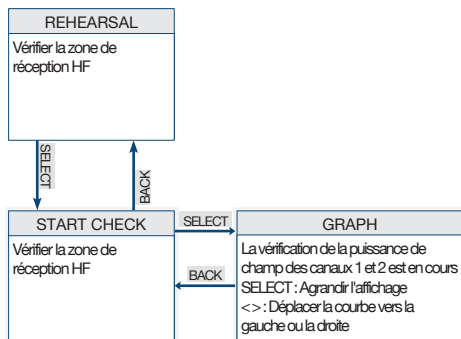 REHEARSAL
Vérifier la zone de
réception HF
SELECT
BACK
START CHECK
Vérifier la zone de
réception HF
SELECT
BACK
GRAPH
La vérification de la puissance de
champ des canaux 1 et 2 est en cours
SELECT : Agrandir l'affichage
<> : Déplacer la courbe vers la
gauche ou la droite